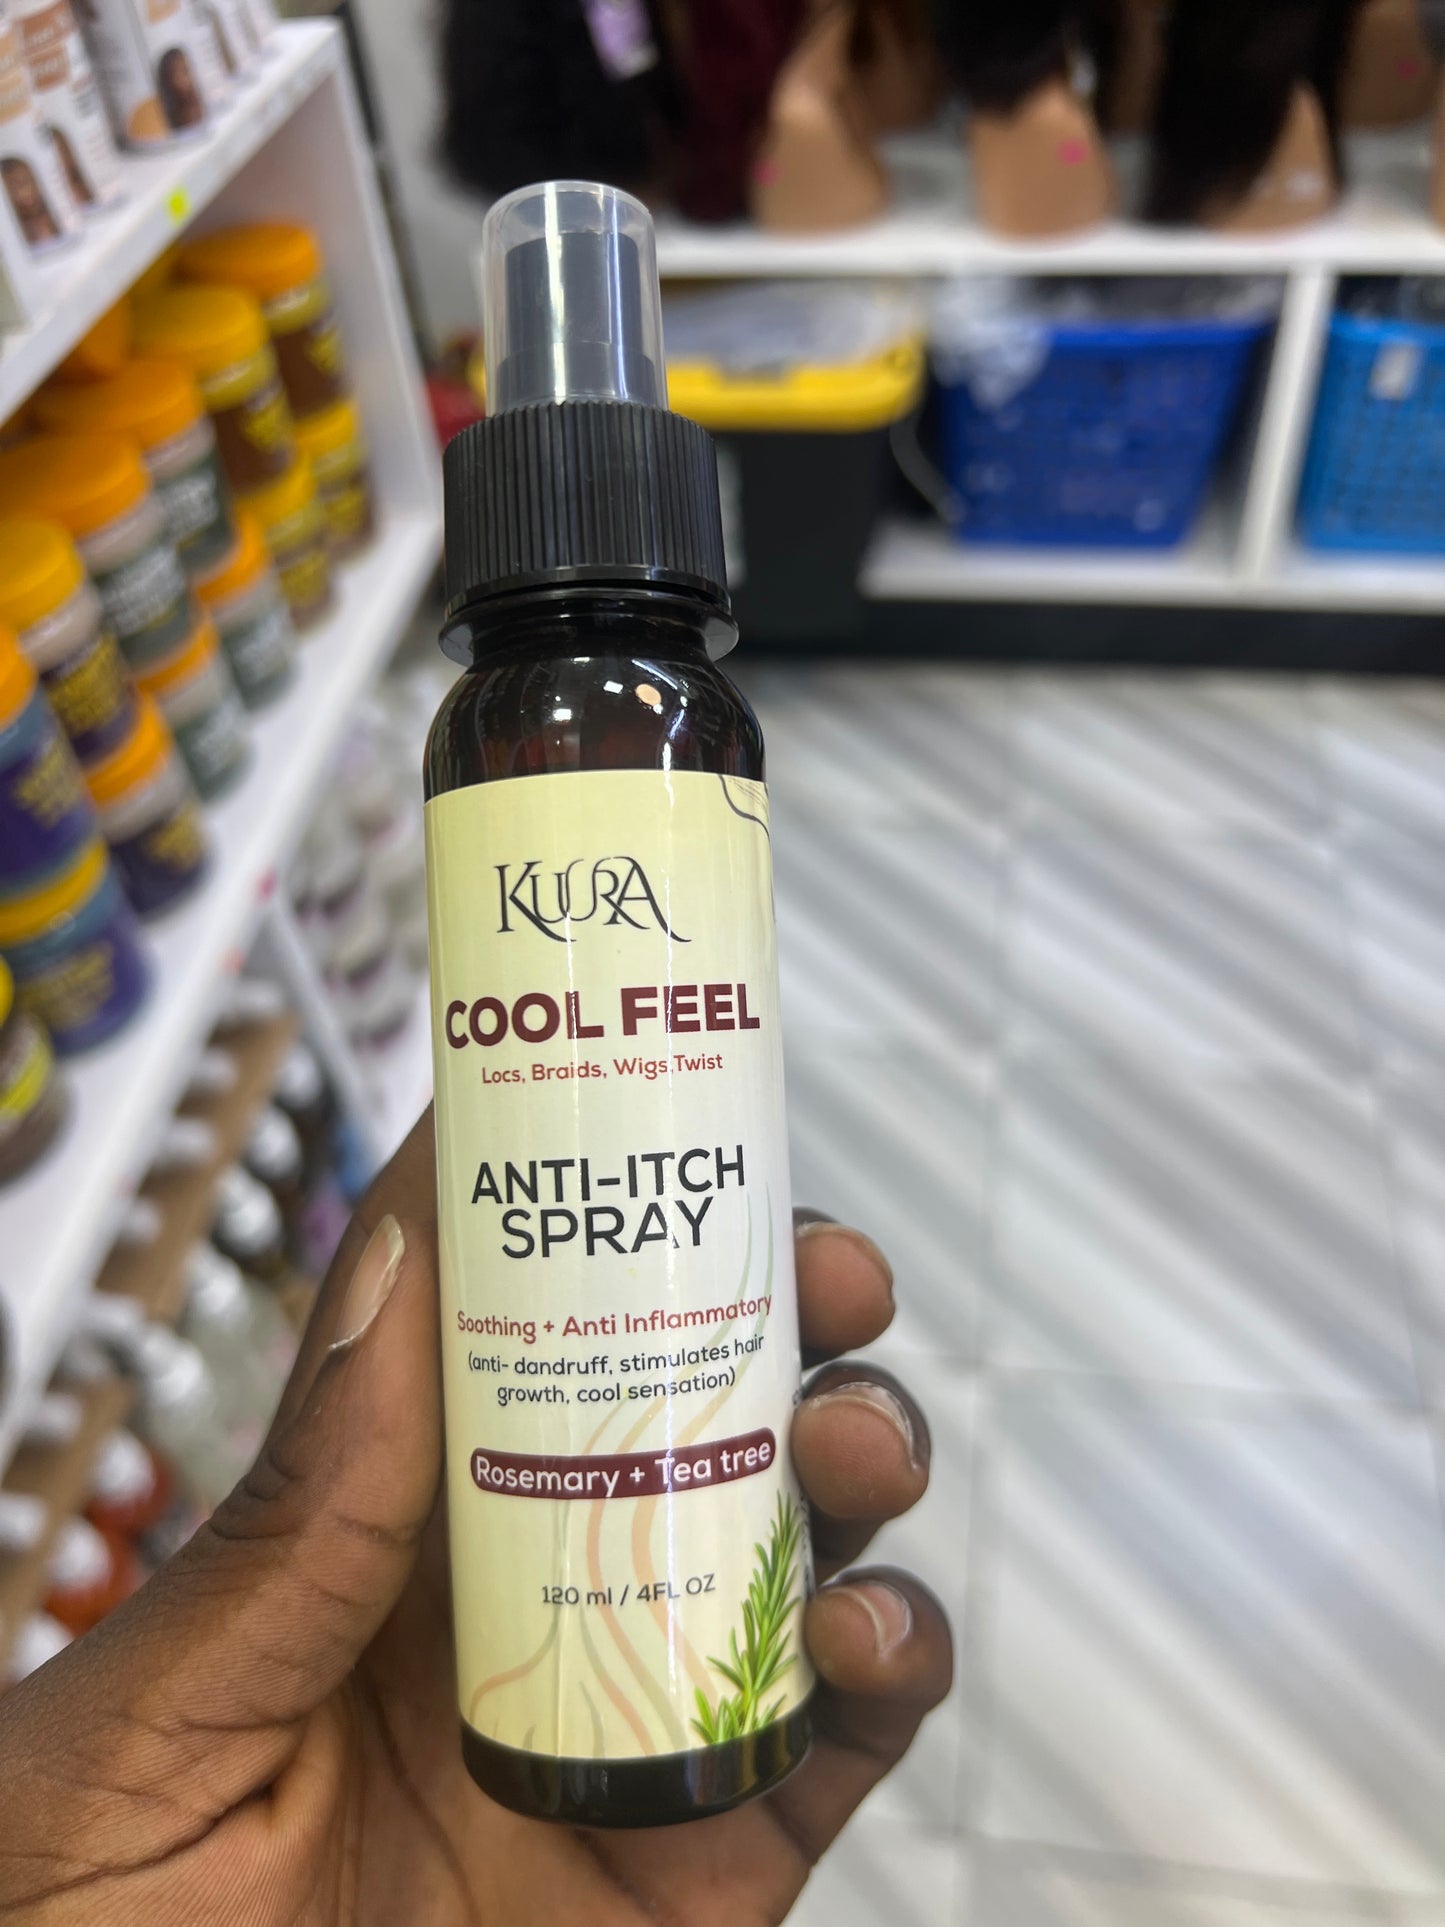 KUURA
COOL FEEL
Locs, Braids, Wigs,Twist
ANTI-ITCH
SPRAY
Soothing + Anti Inflammatory
(anti- dandruff, stimulates hair
growth, cool sensation)
Rosemary + Tea tree
120 ml / 4FL OZ